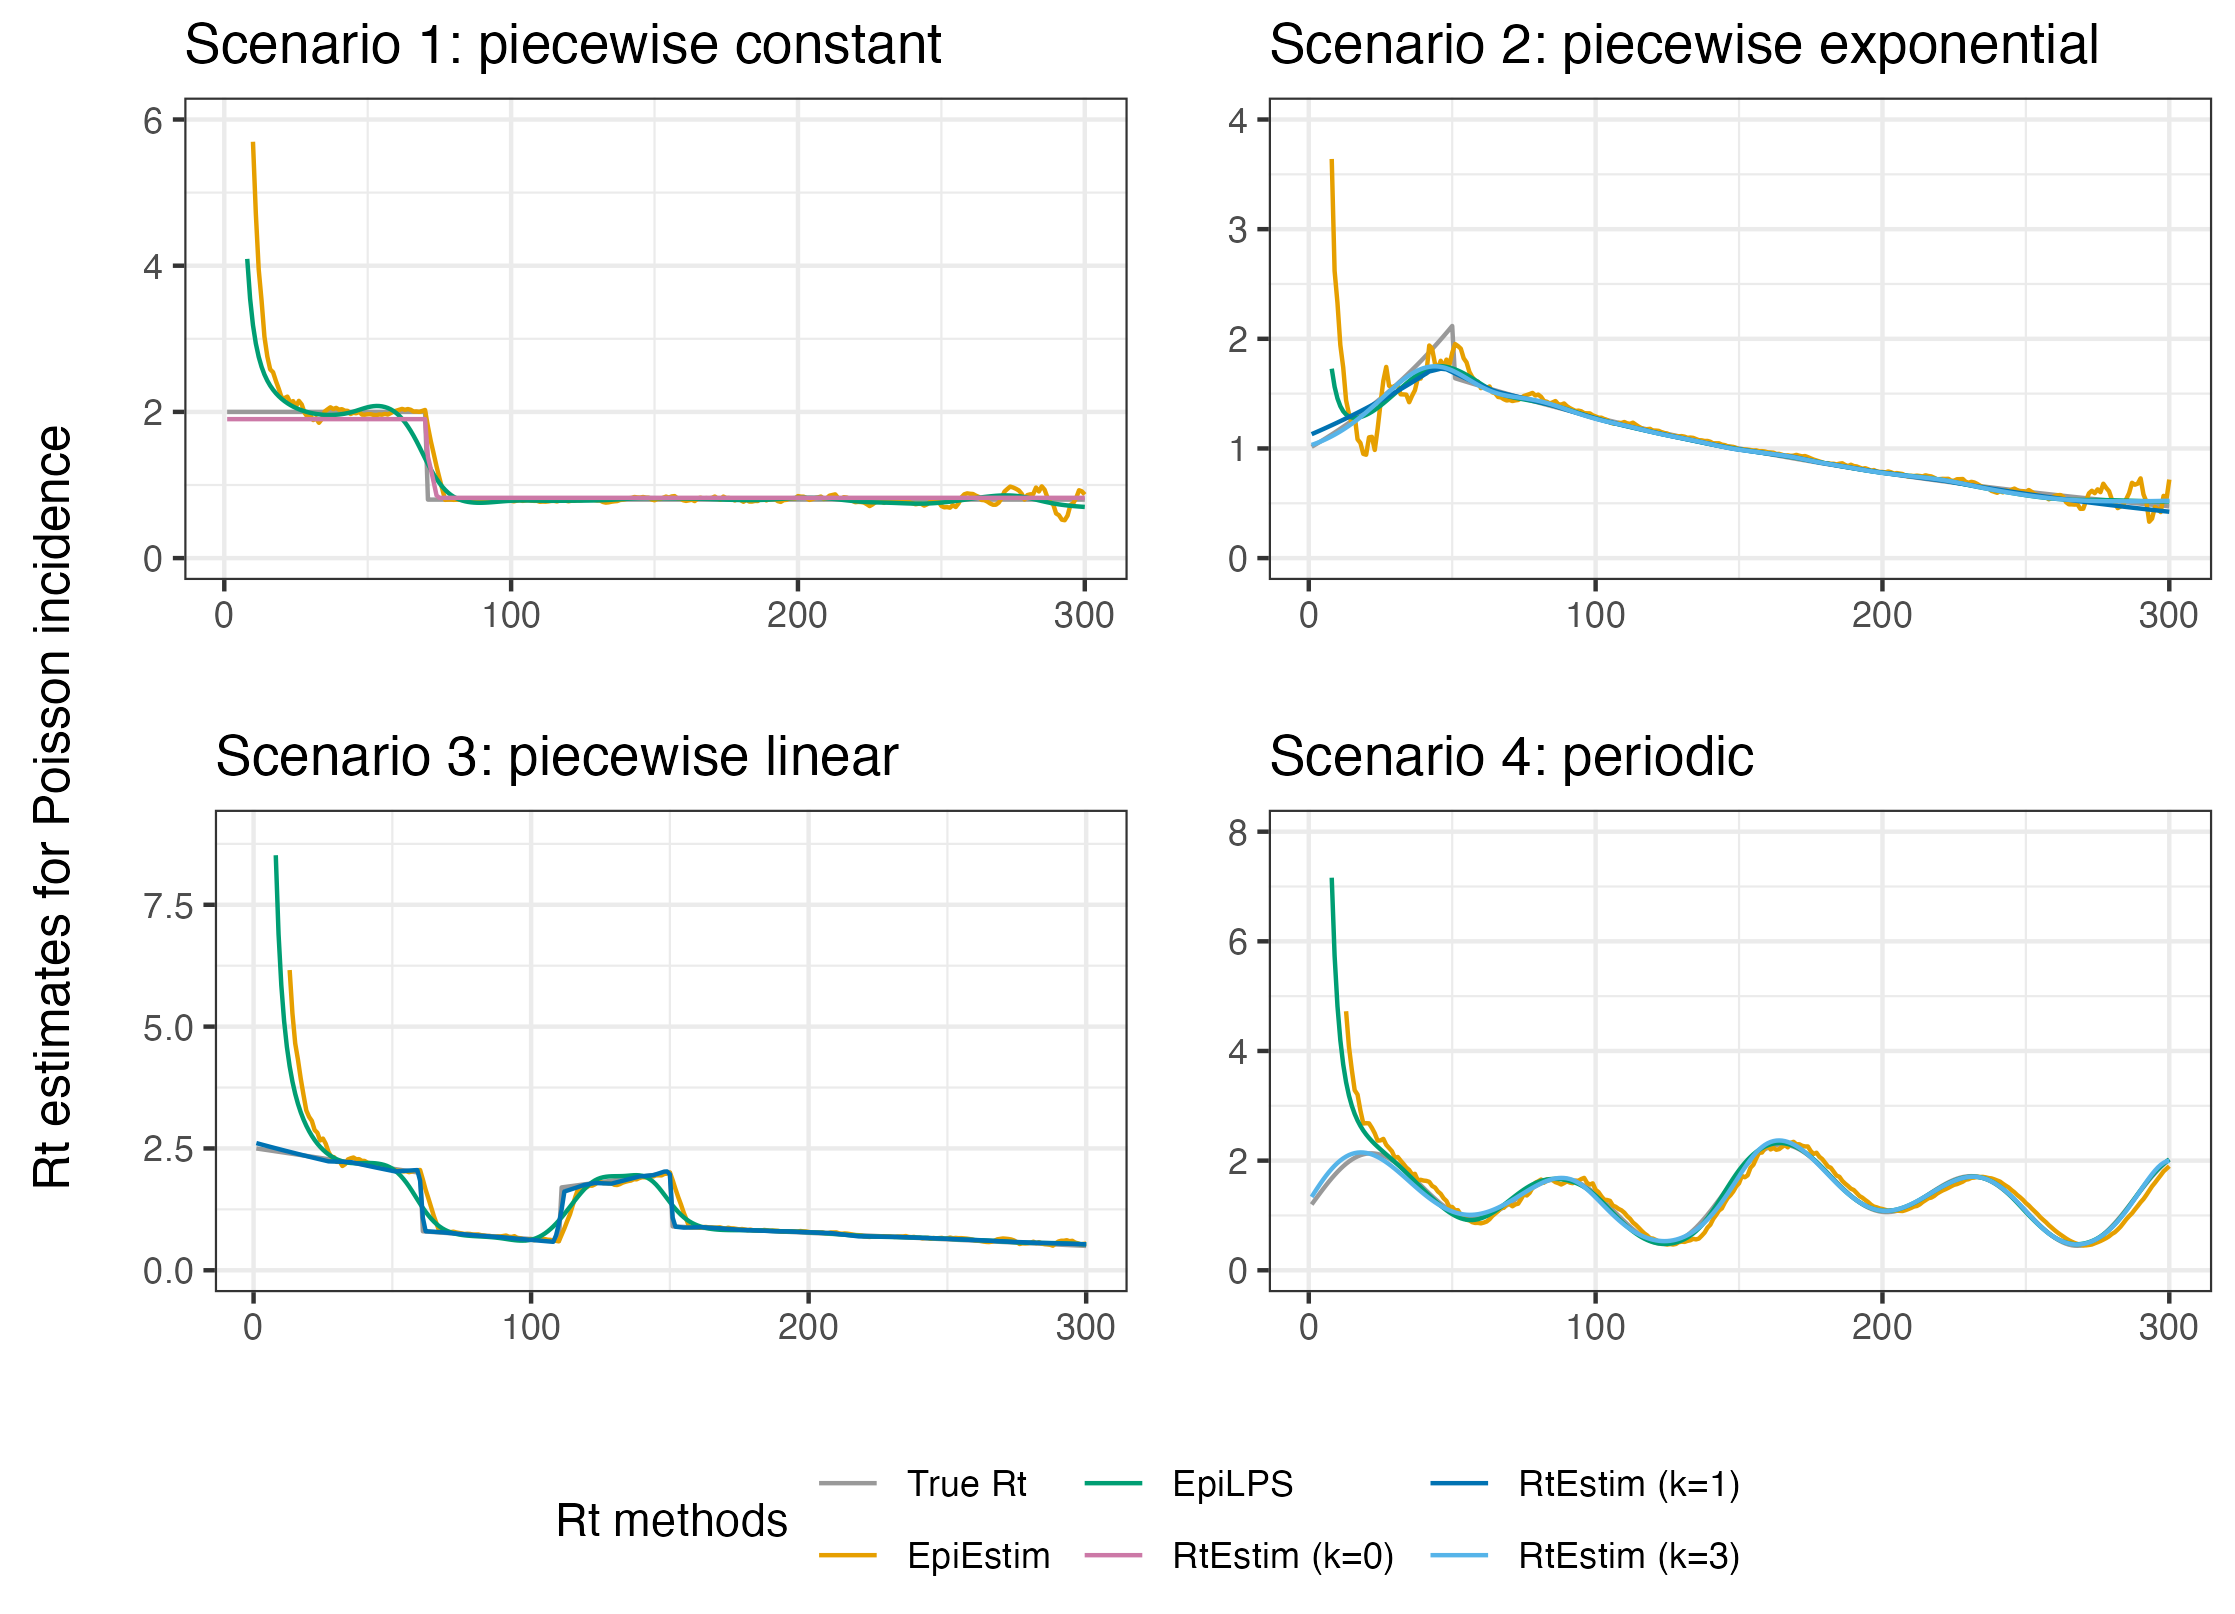 Scenario 1: piecewise constant
6
4
2
0
0 100 200 300
Scenario 2: piecewise exponential
4
3
2
1
0
0 100 200 300
Scenario 3: piecewise linear
7.5
5.0
2.5
0.0
0 100 200 300
Scenario 4: periodic
8
6
4
2
0
0 100 200 300
Rt estimates for Poisson incidence
Rt methods
True Rt
EpiEstim
EpiLPS
RtEstim (k=0)
RtEstim (k=1)
RtEstim (k=3)